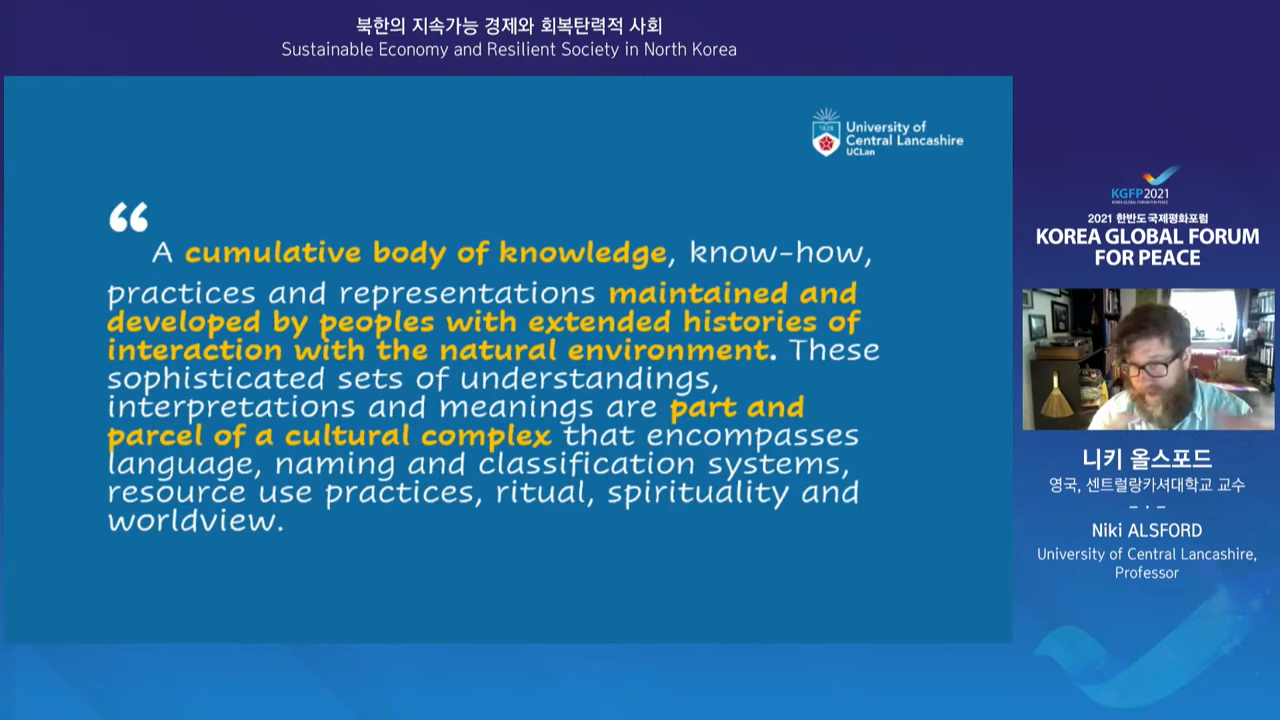 북한의 지속가능 경제와 회복탄력적 사회
Sustainable Economy and Resilient Society in North Korea
1828
University of
Central Lancashire
UCLan
“
A cumulative body of knowledge, know-how,
practices and representations maintained and
developed by peoples with extended histories of
interaction with the natural environment. These
sophisticated sets of understandings,
interpretations and meanings are part and
parcel of a cultural complex that encompasses
language, naming and classification systems,
resource use practices, ritual, spirituality and
worldview.
KGFP2021
KOREA GLOBAL FORUM FOR PEACE
2021 한반도국제평화포럼
KOREA GLOBAL FORUM
FOR PEACE
니키 올스포드
영국, 센트럴랑카셔대학교 교수
Niki ALSFORD
University of Central Lancashire,
Professor